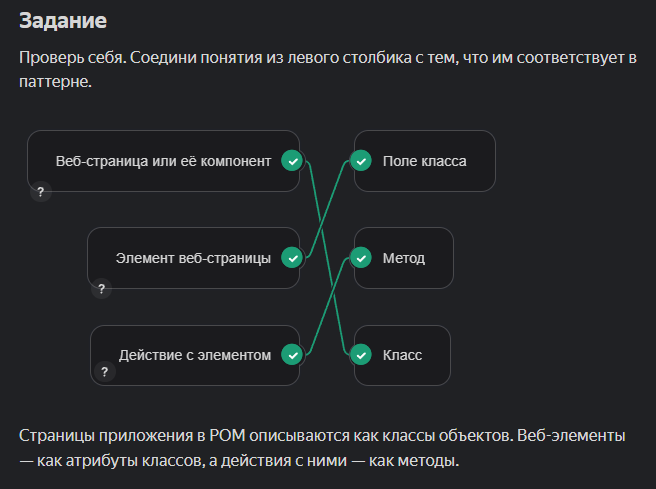 Задание
Проверь себя. Соедини понятия из левого столбика с тем, что им соответствует в
паттерне.
Веб-страница или её компонент
Поле класса
?
Элемент веб-страницы
Метод
?
Действие с элементом
Класс
?
Страницы приложения в POM описываются как классы объектов. Веб-элементы
— как атрибуты классов, а действия с ними — как методы.